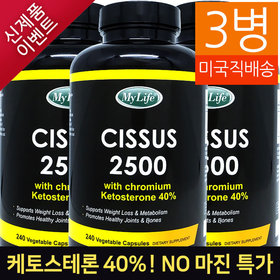 신제품
이벤트
3병
미국직배송
MyLife
CISSUS
2500
with chromium
Ketosterone 40%
• Supports Weight Loss & Metabolism
• Promotes Healthy Joints & Bones
240 Vegetable Capsules DIETARY SUPPLEMENT
케토스테론 40%! NO 마진 특가